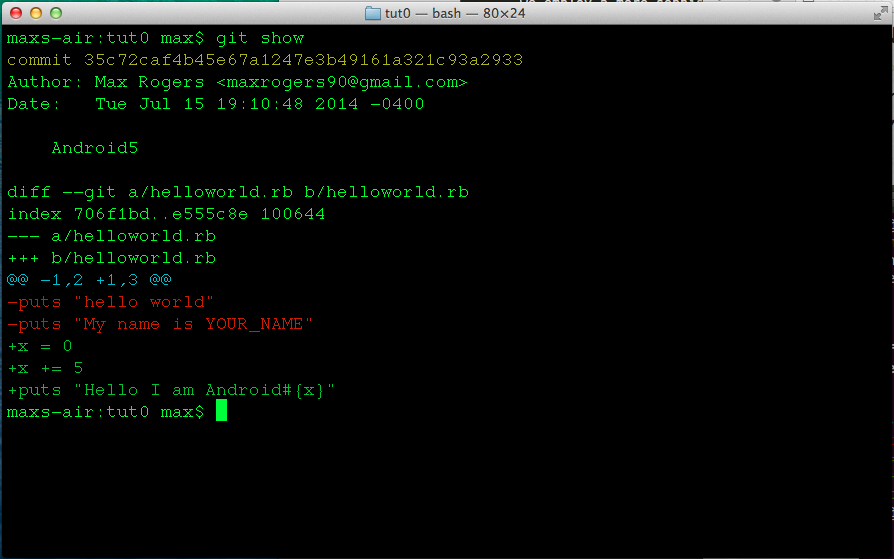 tut0 — bash — 80×24
maxs-air:tut0 max$ git show
commit 35c72caf4b45e67a1247e3b49161a321c93a2933
Author: Max Rogers <maxrogers90@gmail.com>
Date:   Tue Jul 15 19:10:48 2014 -0400
    Android5
diff --git a/helloworld.rb b/helloworld.rb
index 706f1bd..e555c8e 100644
--- a/helloworld.rb
+++ b/helloworld.rb
@@ -1,2 +1,3 @@
-puts "hello world"
-puts "My name is YOUR_NAME"
+x = 0
+x += 5
+puts "Hello I am Android#{x}"
maxs-air:tut0 max$